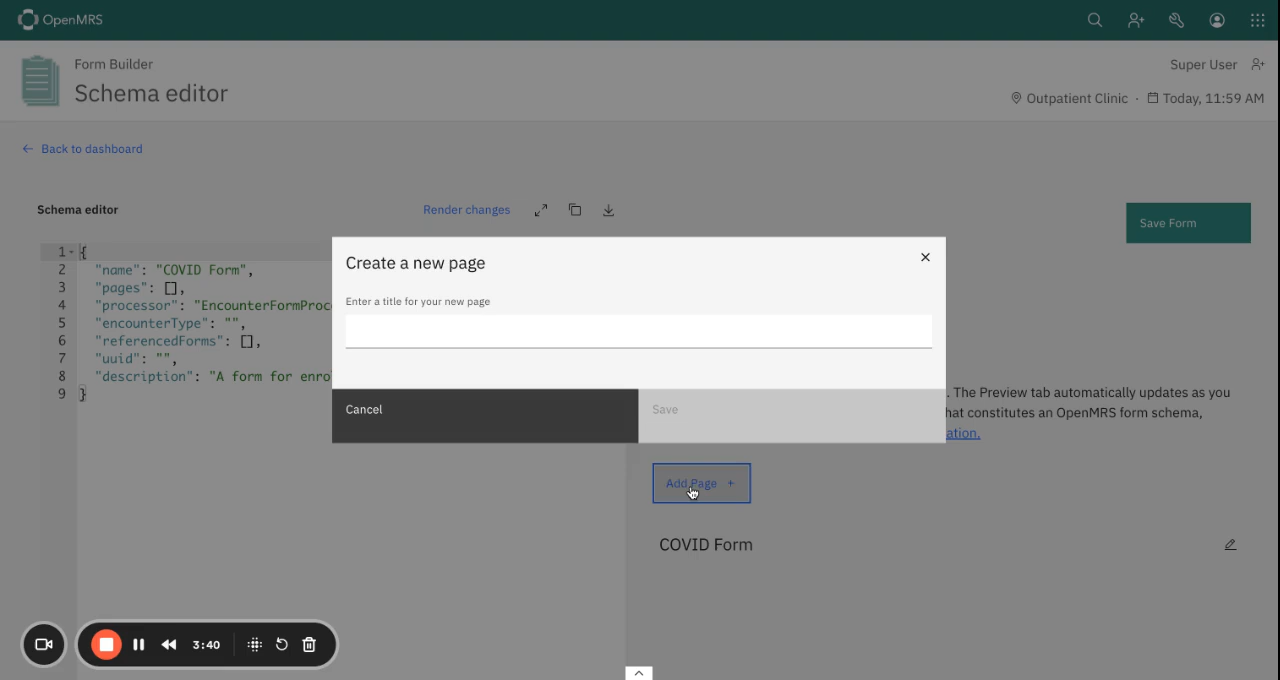 OpenMRS
Form Builder
Schema editor
Super User
Outpatient Clinic · Today, 11:59 AM
← Back to dashboard
Schema editor
Render changes
Save Form
1 {
2 "name": "COVID Form",
3 "pages": [],
4 "processor": "EncounterFormProc
5 "encounterType": "",
6 "referencedForms": [],
7 "uuid": "",
8 "description": "A form for enro
9 }
Create a new page
Enter a title for your new page
Cancel
Save
. The Preview tab automatically updates as you
hat constitutes an OpenMRS form schema,
ation.
Add Page +
COVID Form
3:40